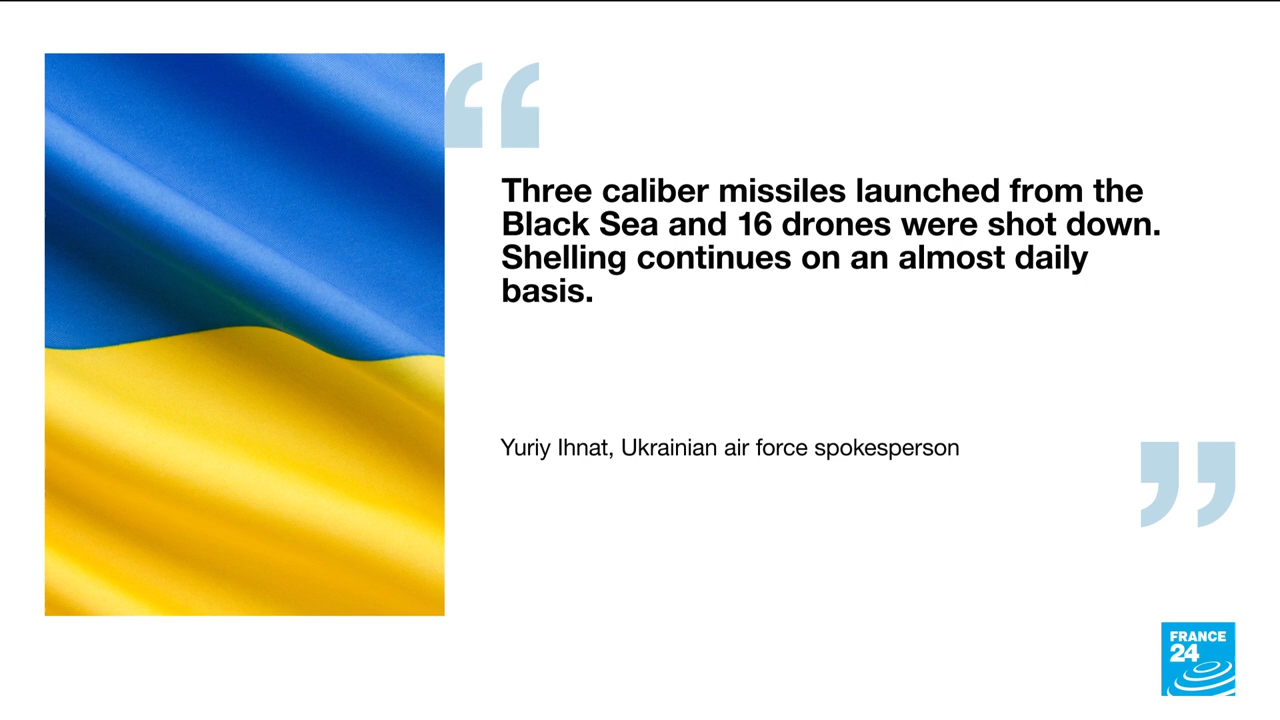 “
Three caliber missiles launched from the
Black Sea and 16 drones were shot down.
Shelling continues on an almost daily
basis.
Yuriy Ihnat, Ukrainian air force spokesperson
”
FRANCE
24